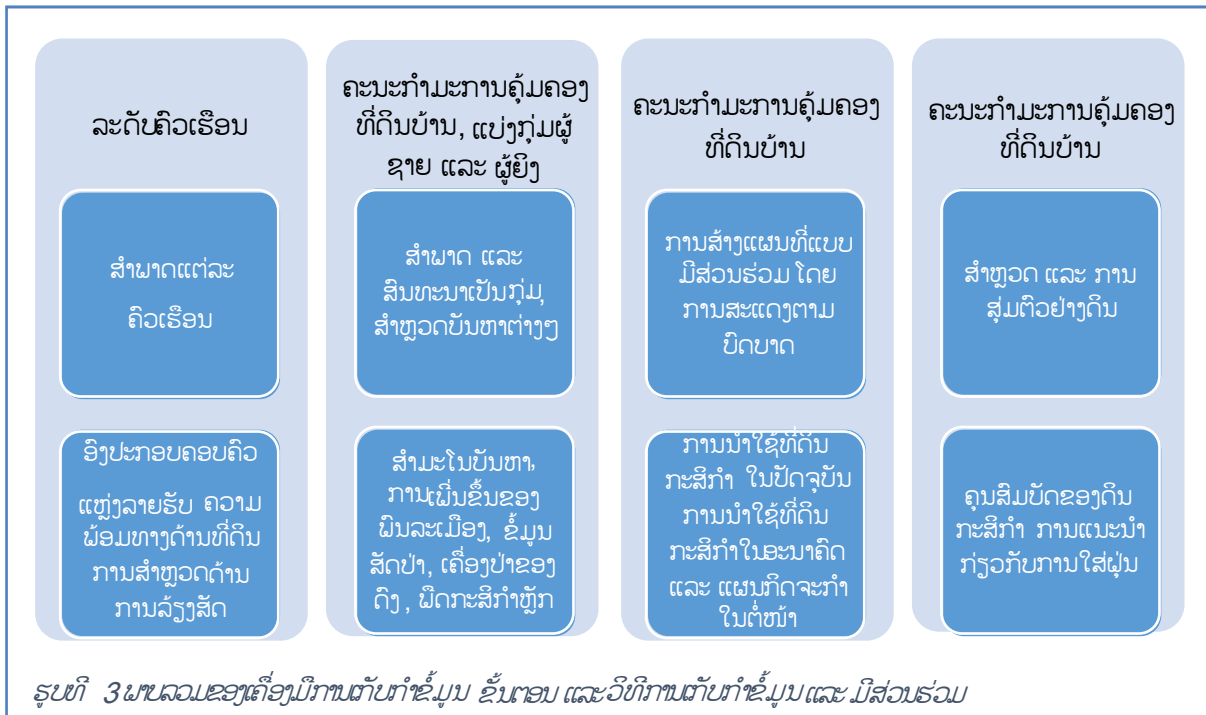 ລະດັບຄົວເຮືອນ
ສຳພາດແຕ່ລະ
ຄົວເຮືອນ
ອົງປະກອບຄອບຄົວ
ແຫຼ່ງລາຍຮັບ ຄວາມ
ພ້ອມທາງດ້ານທີ່ດິນ
ການສຳຫຼວດດ້ານ
ການລ້ຽງສັດ
ຄະນະກຳມະການຄຸ້ມຄອງ
ທີ່ດິນບ້ານ, ແບ່ງກຸ່ມຜູ້
ຊາຍ ແລະ ຜູ້ຍິງ
ສຳພາດ ແລະ
ສົນທະນາເປັນກຸ່ມ,
ສຳຫຼວດບັນຫາຕ່າງໆ
ສຳມະໂນບັນຫາ,
ການເພີ່ນຂຶ້ນຂອງ
ພົນລະເມືອງ, ຂໍ້ມູນ
ສັດປ່າ, ເຄື່ອງປ່າຂອງ
ດົງ, ພືດກະສິກຳຫຼັກ
ຄະນະກຳມະການຄຸ້ມຄອງ
ທີ່ດິນບ້ານ
ການສ້າງແຜນທີ່ແບບ
ມີສ່ວນຮ່ວມ ໂດຍ
ການສະແດງຕາມ
ບົດບາດ
ການນຳໃຊ້ທີ່ດິນ
ກະສິກຳ ໃນປັດຈຸບັນ
ການນຳໃຊ້ທີ່ດິນ
ກະສິກຳໃນອະນາຄົດ
ແລະ ແຜນກິດຈະກຳ
ໃນຕໍ່ໜ້າ
ຄະນະກຳມະການຄຸ້ມຄອງ
ທີ່ດິນບ້ານ
ສຳຫຼວດ ແລະ ການ
ສຸ່ມຕົວຢ່າງດິນ
ຄຸນສົມບັດຂອງດິນ
ກະສິກຳ ການແນະນຳ
ກ່ຽວກັບການໃສ່ຝຸ່ນ
ຮູບທີ 3 ພາບລວມຂອງເຄື່ອງມືການເກັບກຳຂໍ້ມູນ ຂັ້ນຕອນ ແລະ ວິທີການເກັບກຳຂໍ້ມູນ ແລະ ມີສ່ວນຮ່ວມ